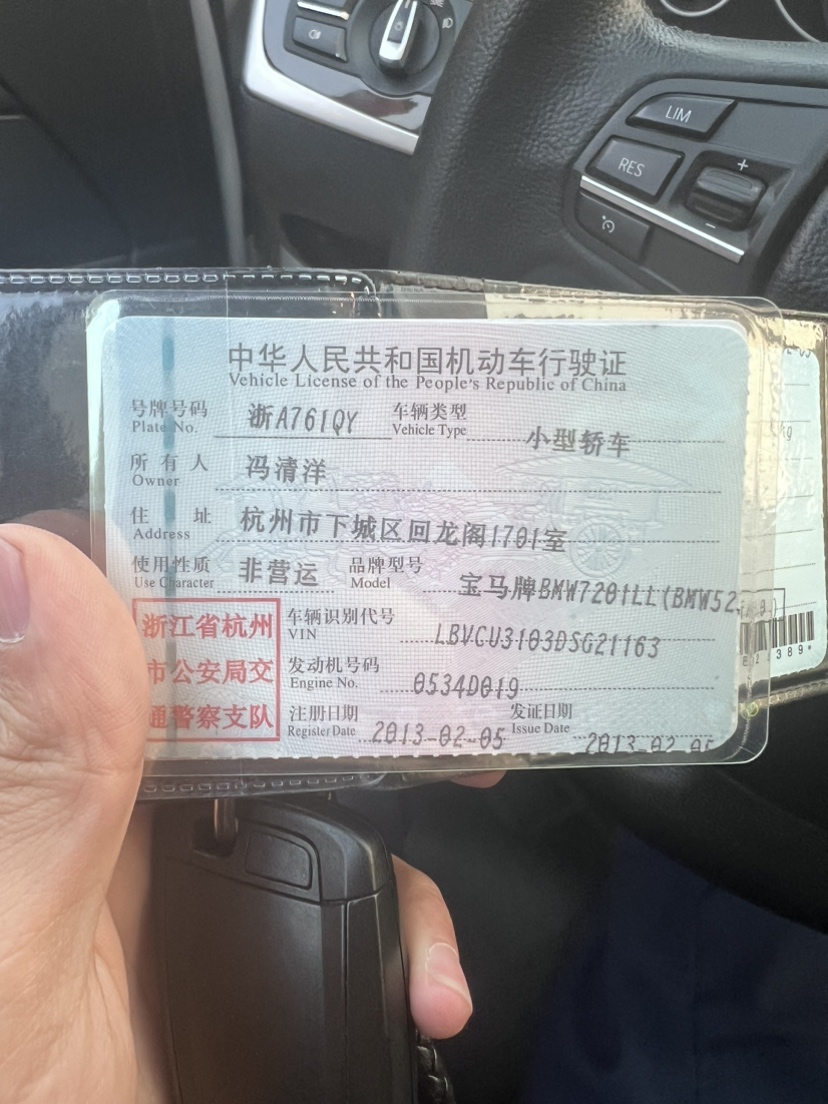 LIM
RES
+
中华人民共和国机动车行驶证
Vehicle License of the People's Republic of China
号牌号码 浙A761QY 车辆类型 小型轿车
Plate No. Vehicle Type
所有人 冯清洋
Owner
住址 杭州市下城区回龙阁1701室
Address
使用性质 非营运 品牌型号 宝马牌BMW7201LL(BMW52
Use Character Model
浙江省杭州
市公安局交
通警察支队
车辆识别代号 LBVCU3103DSG21163
VIN
发动机号码 0534D019
Engine No.
注册日期 2013-02-05 发证日期 2013-02-05
Register Date Issue Date
kg
389*